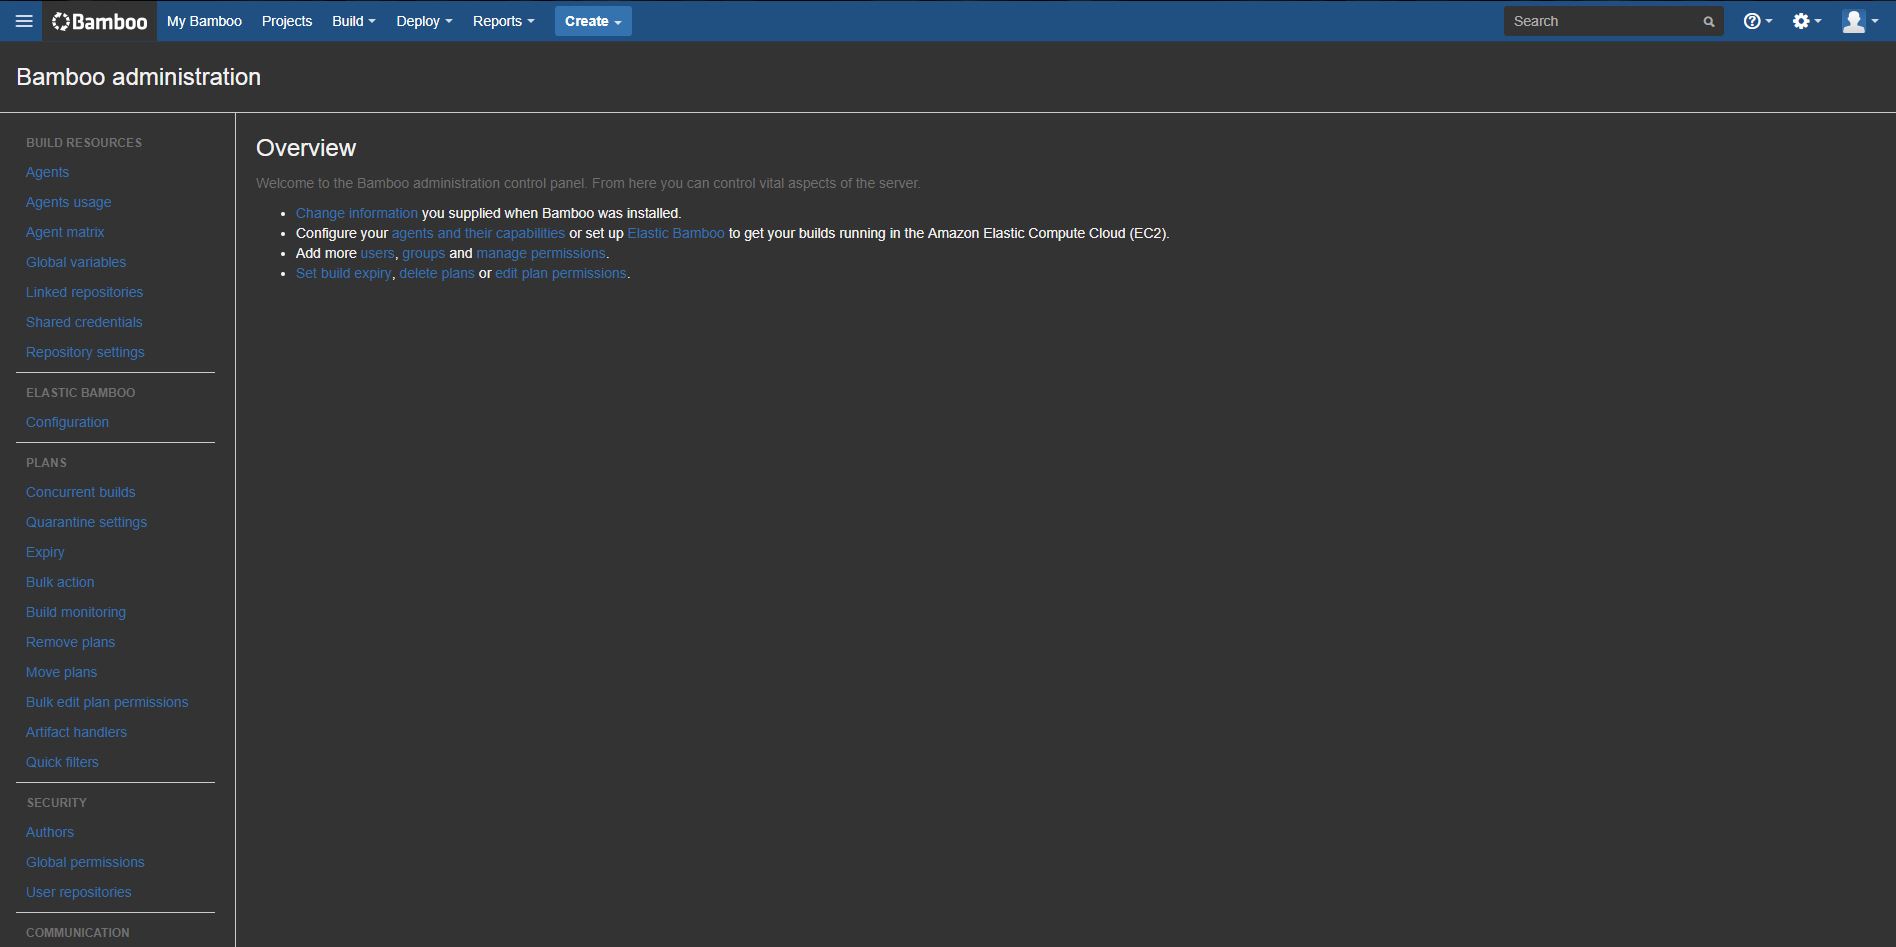 Bamboo My Bamboo Projects Build Deploy Reports Create Search
Bamboo administration
BUILD RESOURCES
Agents
Agents usage
Agent matrix
Global variables
Linked repositories
Shared credentials
Repository settings
ELASTIC BAMBOO
Configuration
PLANS
Concurrent builds
Quarantine settings
Expiry
Bulk action
Build monitoring
Remove plans
Move plans
Bulk edit plan permissions
Artifact handlers
Quick filters
SECURITY
Authors
Global permissions
User repositories
COMMUNICATION
Overview
Welcome to the Bamboo administration control panel. From here you can control vital aspects of the server.
Change information you supplied when Bamboo was installed.
Configure your agents and their capabilities or set up Elastic Bamboo to get your builds running in the Amazon Elastic Compute Cloud (EC2).
Add more users, groups and manage permissions.
Set build expiry, delete plans or edit plan permissions.